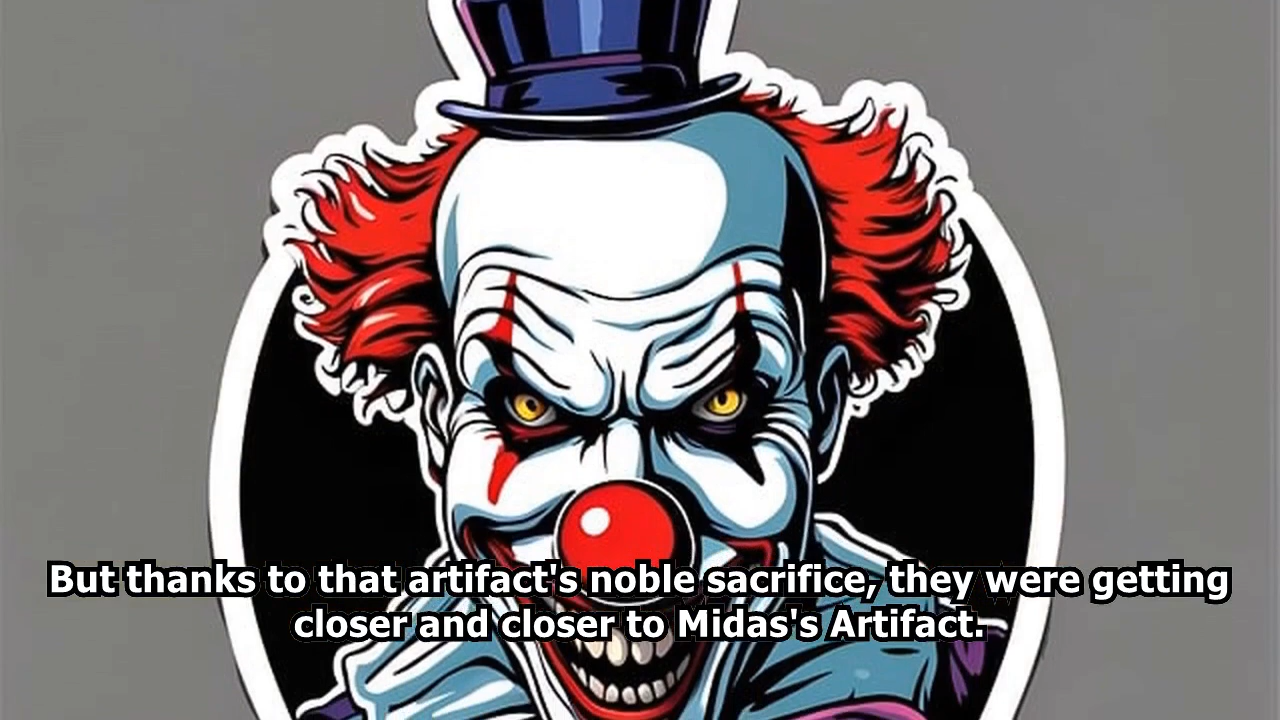 But thanks to that artifact's noble sacrifice, they were getting
closer and closer to Midas's Artifact.